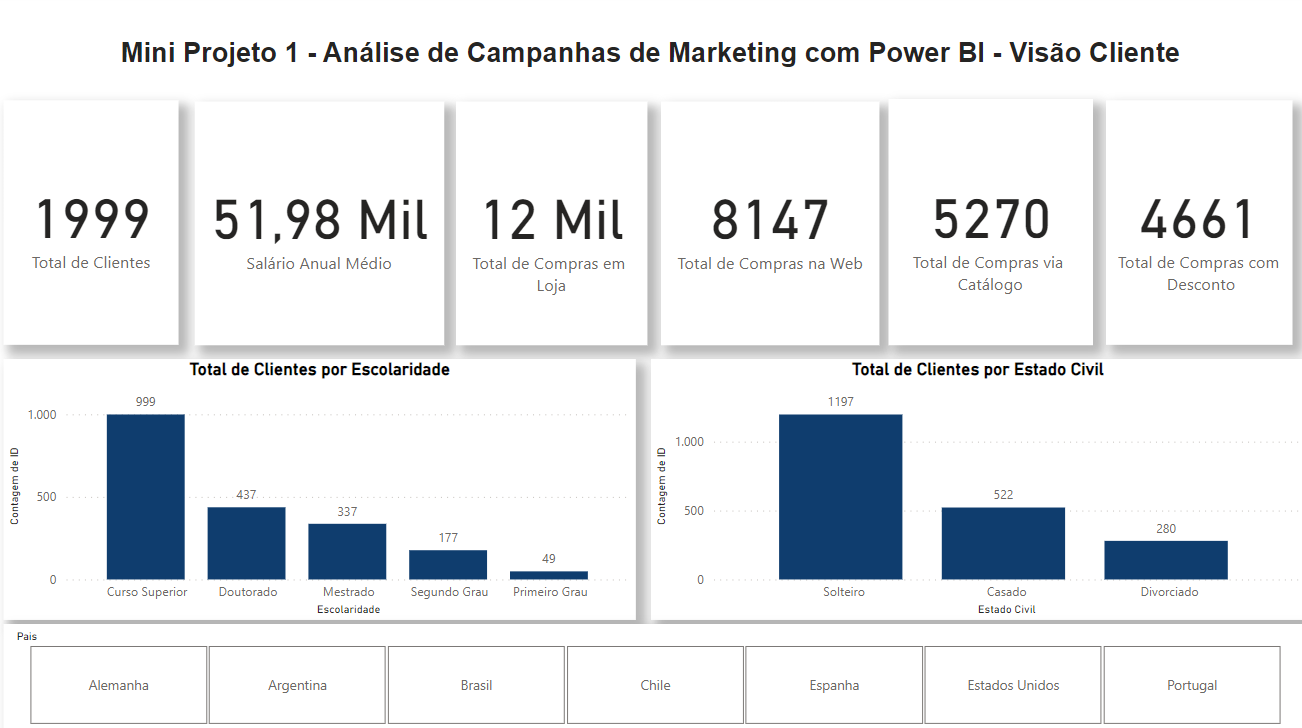 Mini Projeto 1 - Análise de Campanhas de Marketing com Power BI - Visão Cliente
1999
Total de Clientes
51,98 Mil
Salário Anual Médio
12 Mil
Total de Compras em
Loja
8147
Total de Compras na Web
5270
Total de Compras via
Catálogo
4661
Total de Compras com
Desconto
Total de Clientes por Escolaridade
Contagem de ID
1.000
500
0
999
437
337
177
49
Curso Superior
Doutorado
Mestrado
Segundo Grau
Primeiro Grau
Escolaridade
Total de Clientes por Estado Civil
Contagem de ID
1.000
500
0
1197
522
280
Solteiro
Casado
Divorciado
Estado Civil
Pais
Alemanha
Argentina
Brasil
Chile
Espanha
Estados Unidos
Portugal